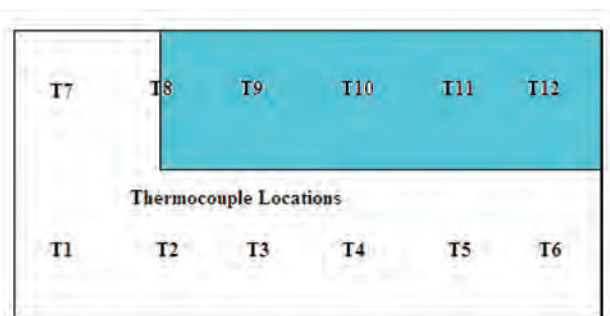 T7 T8 T9 T10 T11 T12
Thermocouple Locations
T1 T2 T3 T4 T5 T6